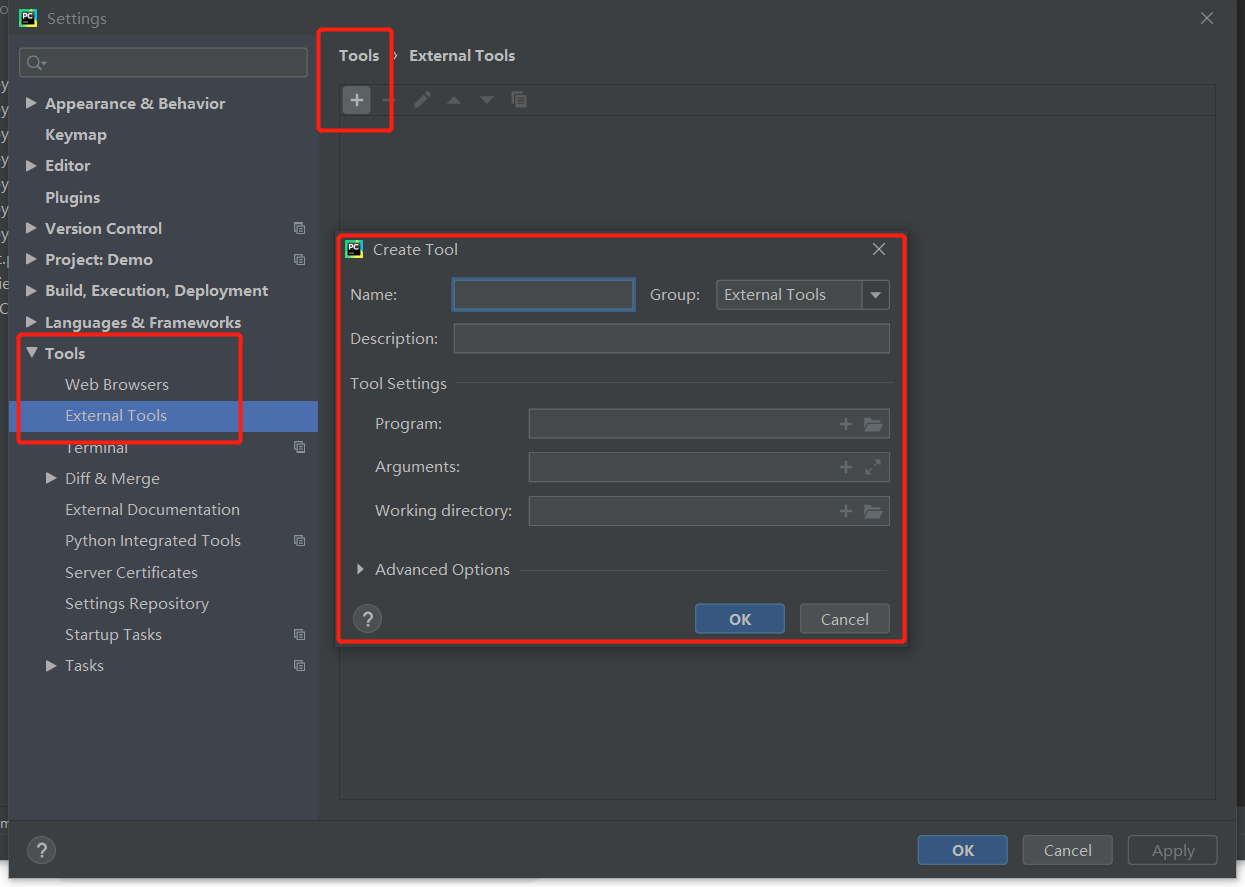 Settings
Tools › External Tools
Appearance & Behavior
Keymap
Editor
Plugins
Version Control
Project: Demo
Build, Execution, Deployment
Languages & Frameworks
Tools
Web Browsers
External Tools
Terminal
Diff & Merge
External Documentation
Python Integrated Tools
Server Certificates
Settings Repository
Startup Tasks
Tasks
Create Tool
Name:
Group: External Tools
Description:
Tool Settings
Program:
Arguments:
Working directory:
Advanced Options
? OK Cancel
? OK Cancel Apply